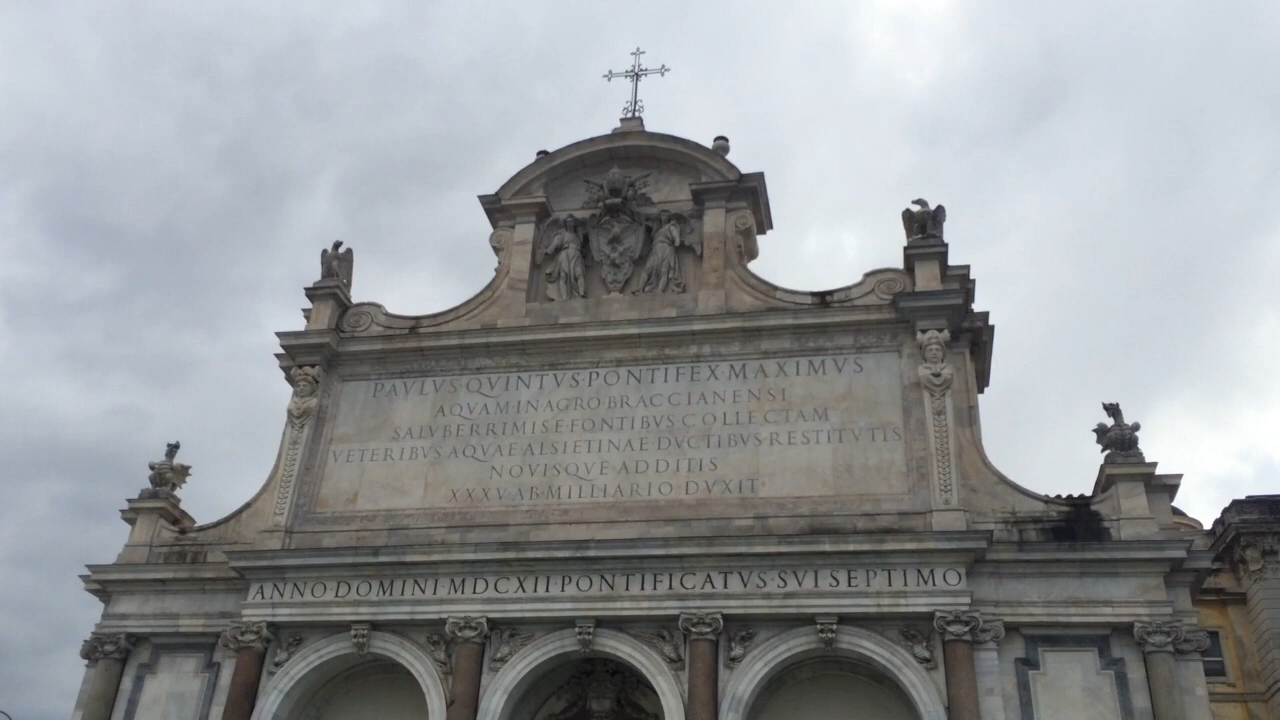 PAVLVS·QVINTVS·PONTIFEX·MAXIMVS
AQVAM·IN·AGRO·BRACCIANENSI
SALVBERRIMIS·E·FONTIBVS·COLLECTAM
VETERIBVS·AQVAE·ALSIETINAE·DVCTIBVS·RESTITVTIS
NOVISQVE·ADDITIS
XXXV·AB·MILLIARIO·DVXIT
ANNO·DOMINI·MDCXII·PONTIFICATVS·SVI·SEPTIMO